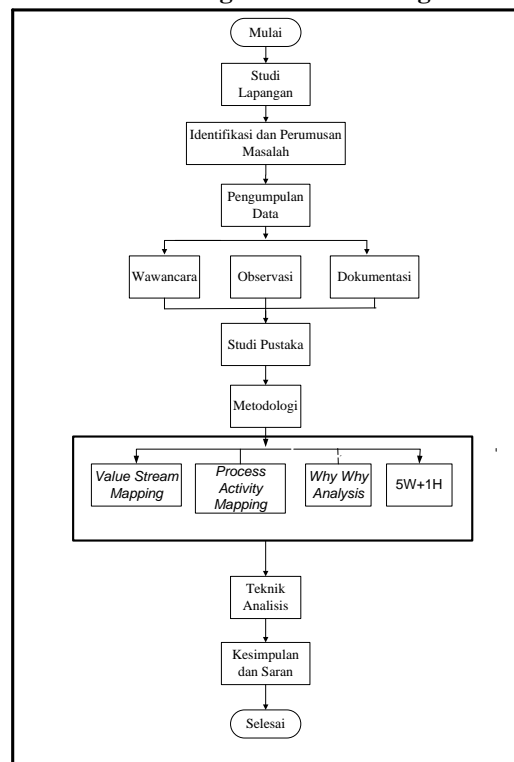 Mulai
Studi
Lapangan
Identifikasi dan Perumusan
Masalah
Pengumpulan
Data
Wawancara
Observasi
Dokumentasi
Studi Pustaka
Metodologi
Value Stream
Mapping
Process
Activity
Mapping
Why Why
Analysis
5W+1H
Teknik
Analisis
Kesimpulan
dan Saran
Selesai